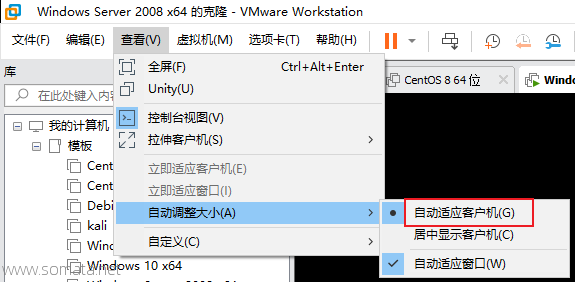 Windows Server 2008 x64 的克隆 - VMware Workstation
文件(F) 编辑(E) 查看(V) 虚拟机(M) 选项卡(T) 帮助(H)
库
在此处键入内容
我的计算机
模板
Cent
Cent
Debi
kali
Windo
Windows 10 x64
全屏(F) Ctrl+Alt+Enter
Unity(U)
控制台视图(V)
拉伸客户机(S)
立即适应客户机(E)
立即适应窗口(I)
自动调整大小(A)
自定义(C)
CentOS 8 64 位
Windo
自动适应客户机(G)
居中显示客户机(C)
自动适应窗口(W)
www.somata.net